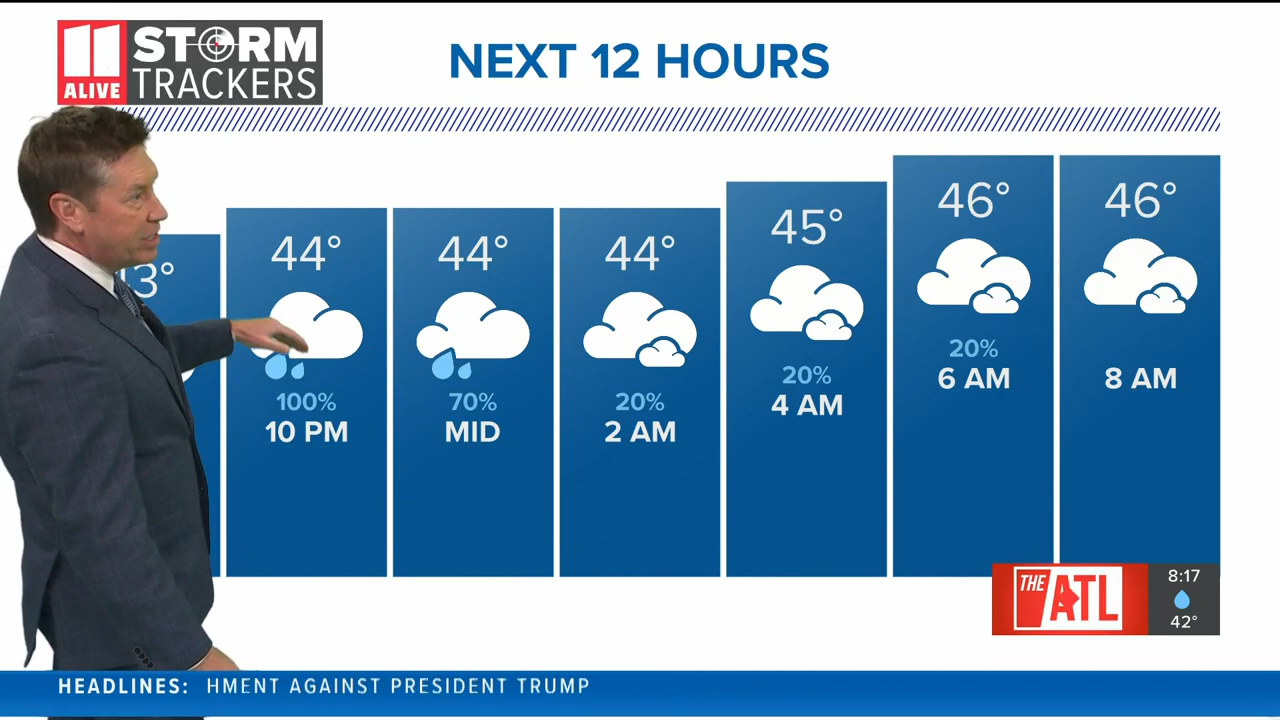 11
ALIVE
STORM
TRACKERS
NEXT 12 HOURS
3°
44°
100%
10 PM
44°
70%
MID
44°
20%
2 AM
45°
20%
4 AM
46°
20%
6 AM
46°
8 AM
THE
ATL
8:17
42°
HEADLINES: HMENT AGAINST PRESIDENT TRUMP